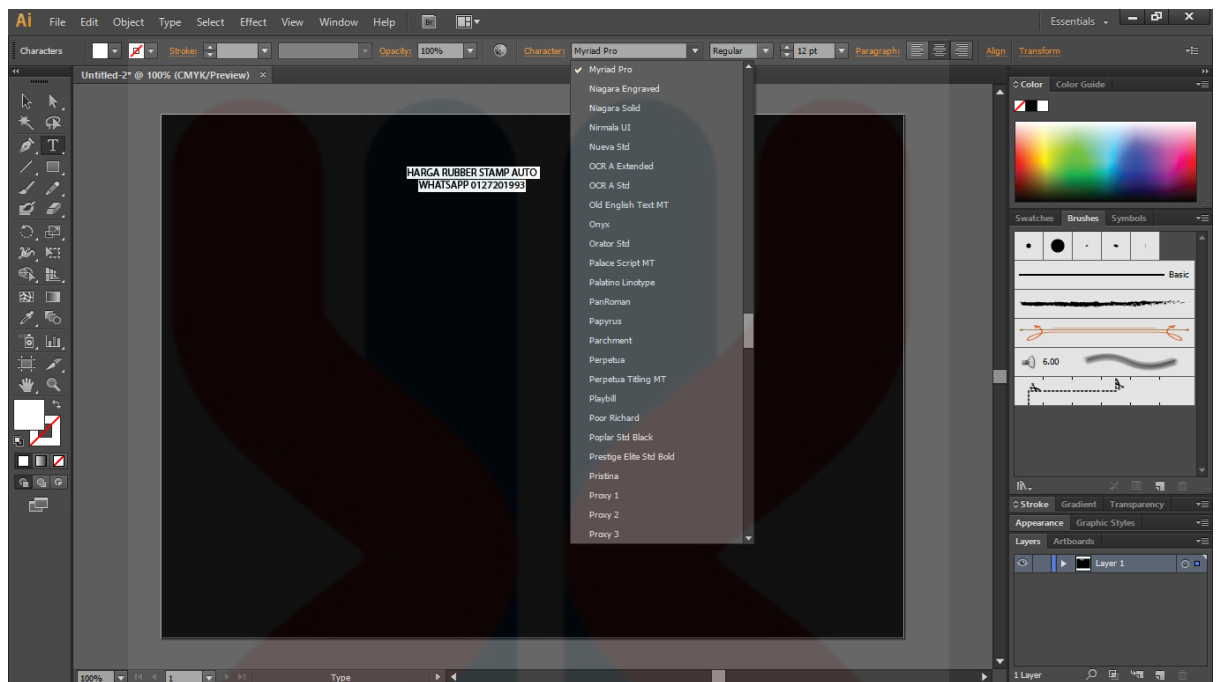 Ai File Edit Object Type Select Effect View Window Help Br Essentials
Characters Stroke: Opacity: 100% Character: Myriad Pro Regular 12 pt Paragraph: Align Transform
Untitled-2* @ 100% (CMYK/Preview) ×
HARGA RUBBER STAMP AUTO
WHATSAPP 0127201993
Myriad Pro
Niagara Engraved
Niagara Solid
Nirmala UI
Nueva Std
OCR A Extended
OCR A Std
Old English Text MT
Onyx
Orator Std
Palace Script MT
Palatino Linotype
PanRoman
Papyrus
Parchment
Perpetua
Perpetua Titling MT
Playbill
Poor Richard
Poplar Std Black
Prestige Elite Std Bold
Pristina
Proxy 1
Proxy 2
Proxy 3
Color Color Guide
Swatches Brushes Symbols
Basic
6.00
Stroke Gradient Transparency
Appearance Graphic Styles
Layers Artboards
Layer 1
1 Layer
100% 1 Type